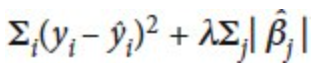 Σᵢ(yᵢ – ŷᵢ)² + λΣⱼ| β̂ⱼ |